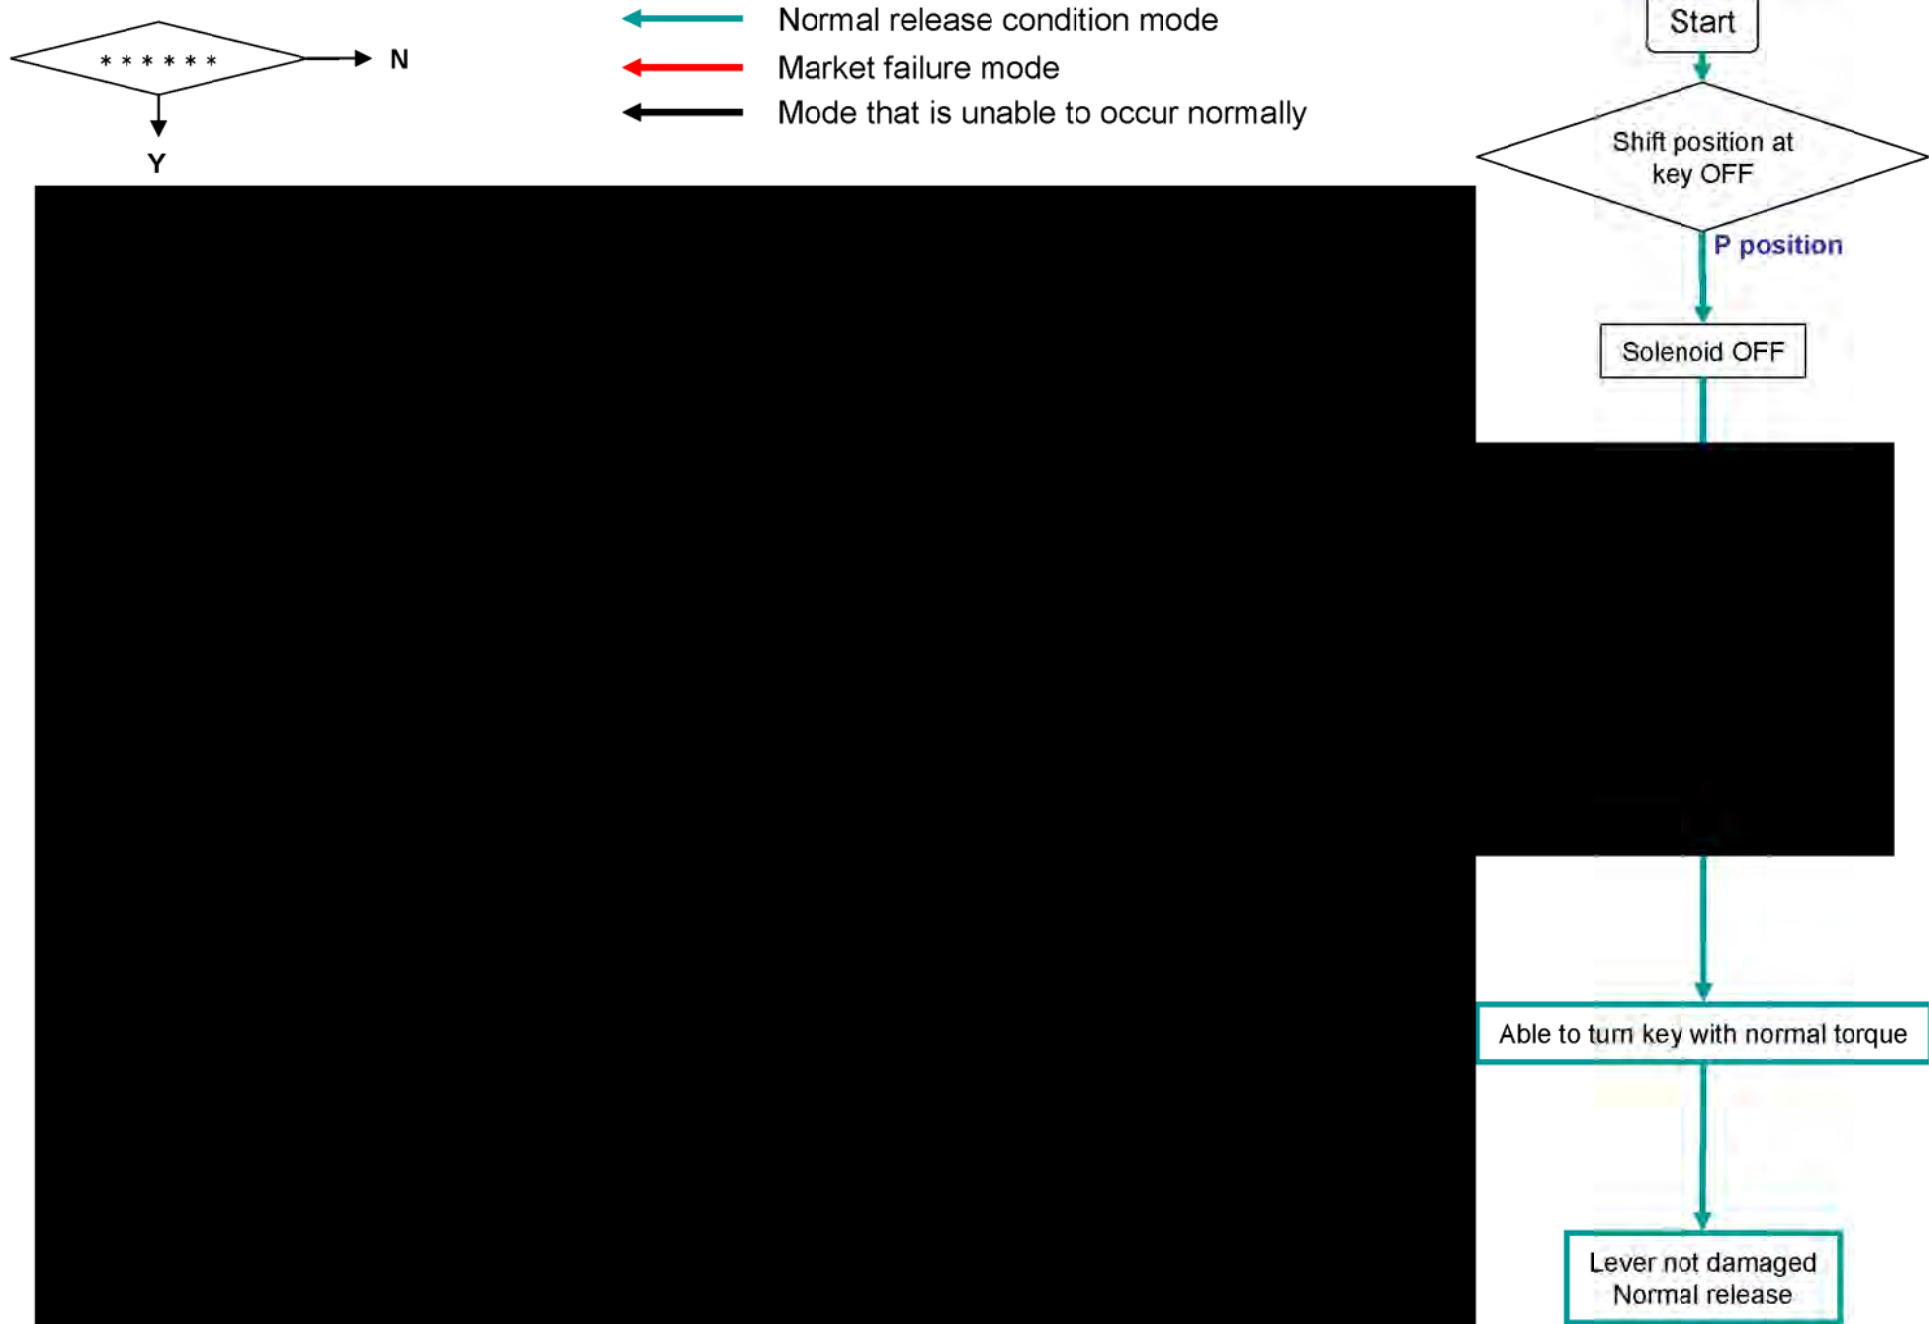 * * * * * *
N
Y
Normal release condition mode
Market failure mode
Mode that is unable to occur normally
Start
Shift position at
key OFF
P position
Solenoid OFF
Able to turn key with normal torque
Lever not damaged
Normal release